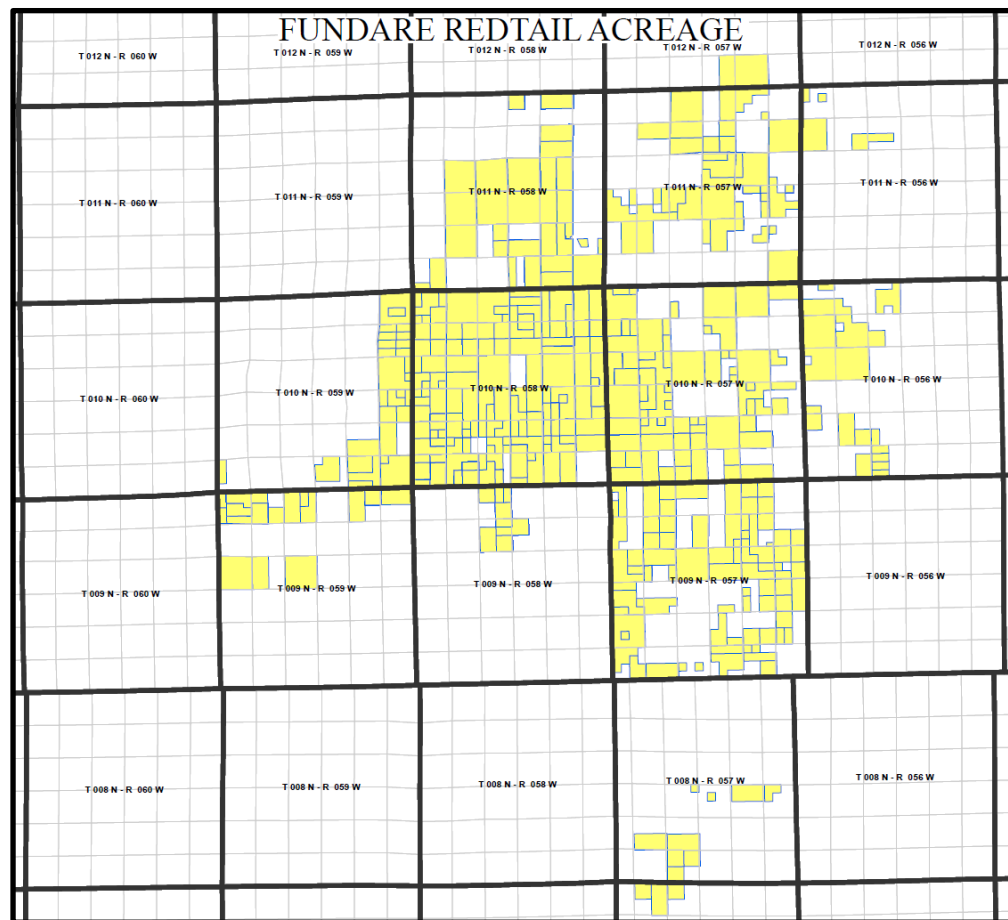 FUNDARE REDTAIL ACREAGE
T 012 N - R 060 W
T 012 N - R 059 W
T 012 N - R 058 W
T 012 N - R 057 W
T 012 N - R 056 W
T 011 N - R 060 W
T 011 N - R 059 W
T 011 N - R 058 W
T 011 N - R 057 W
T 011 N - R 056 W
T 010 N - R 060 W
T 010 N - R 059 W
T 010 N - R 058 W
T 010 N - R 057 W
T 010 N - R 056 W
T 009 N - R 060 W
T 009 N - R 059 W
T 009 N - R 058 W
T 009 N - R 057 W
T 009 N - R 056 W
T 008 N - R 060 W
T 008 N - R 059 W
T 008 N - R 058 W
T 008 N - R 057 W
T 008 N - R 056 W